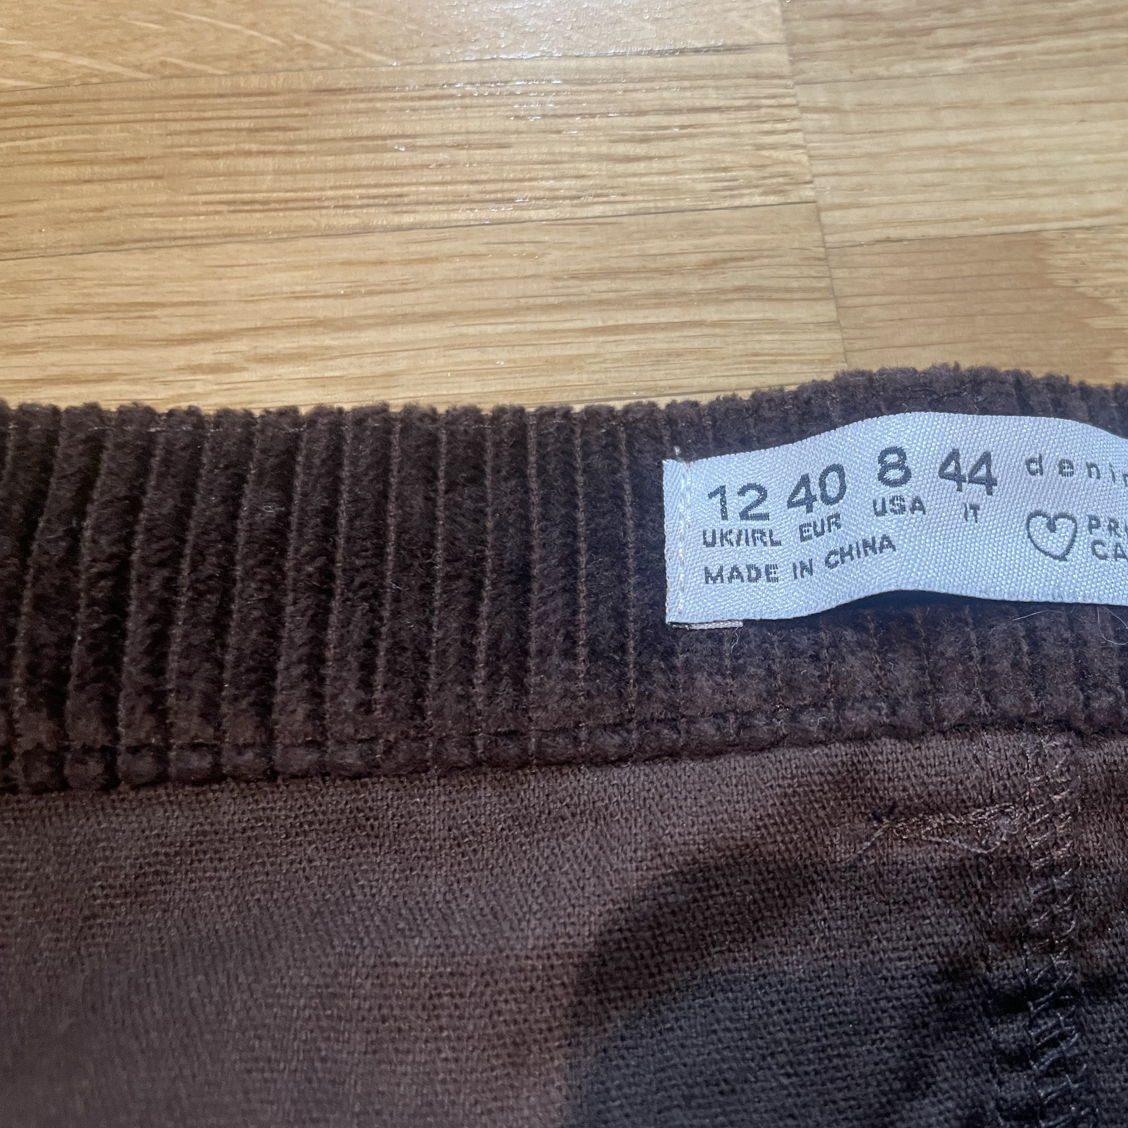 12 40 8 44
UK/IRL EUR USA IT
MADE IN CHINA